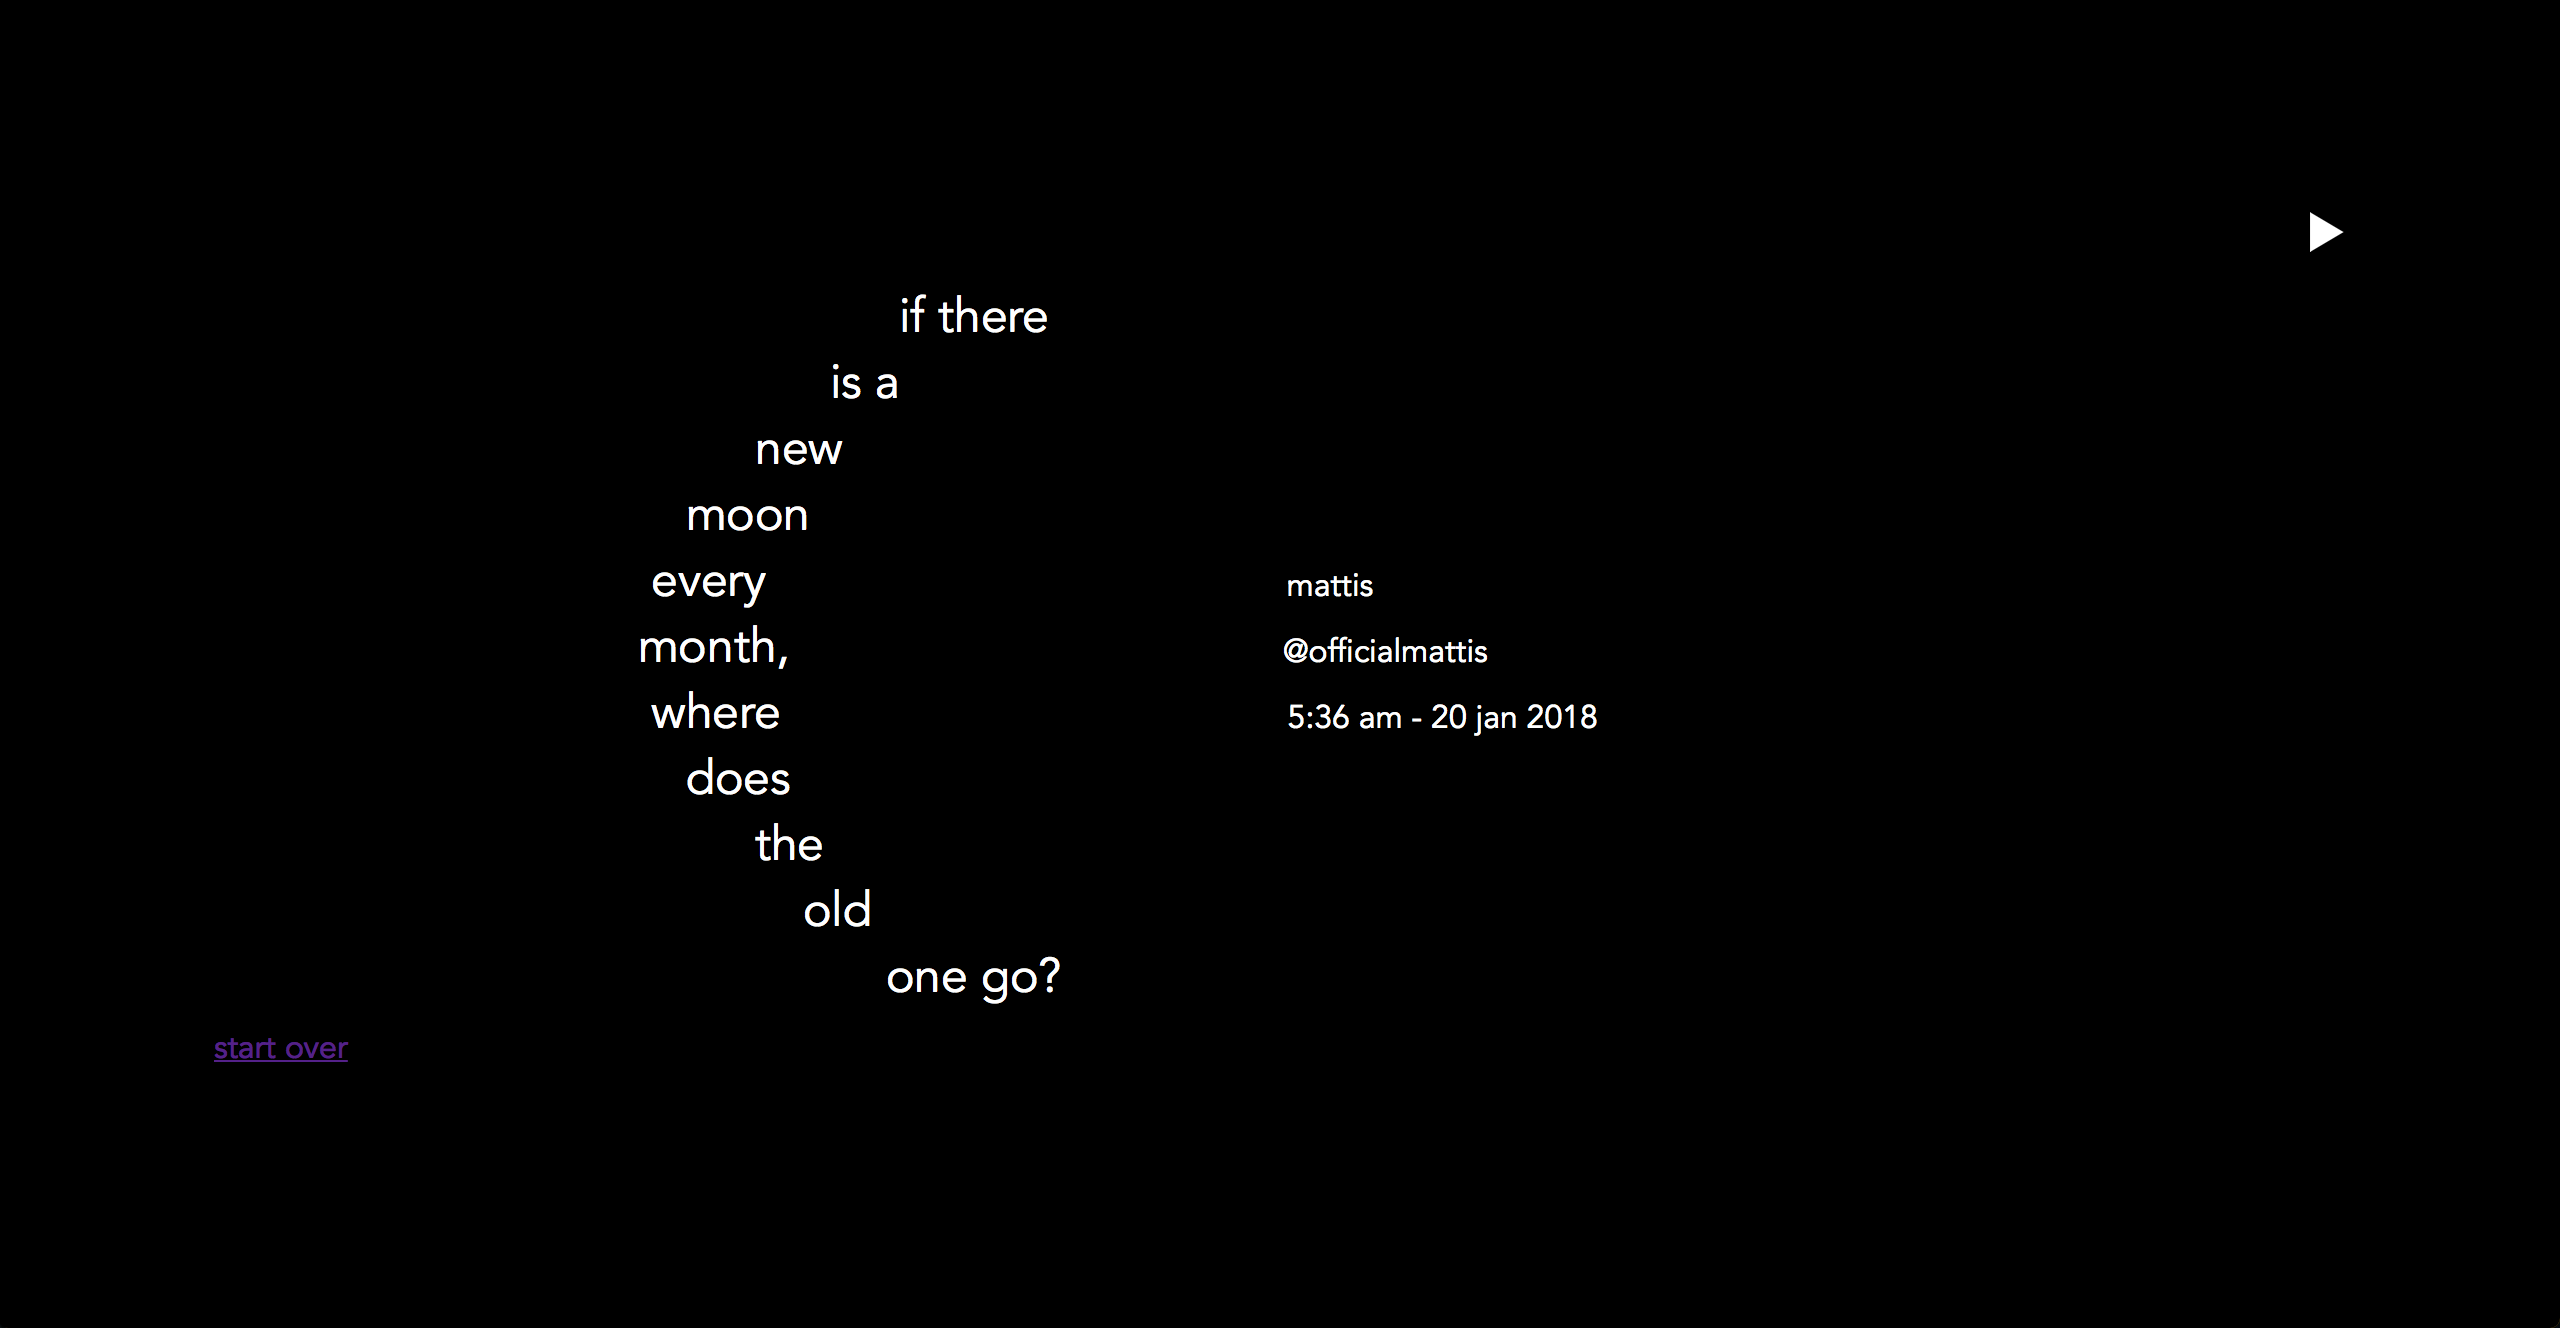 if there
is a
new
moon
every
month,
where
does
the
old
one go?
mattis
@officialmattis
5:36 am - 20 jan 2018
start over